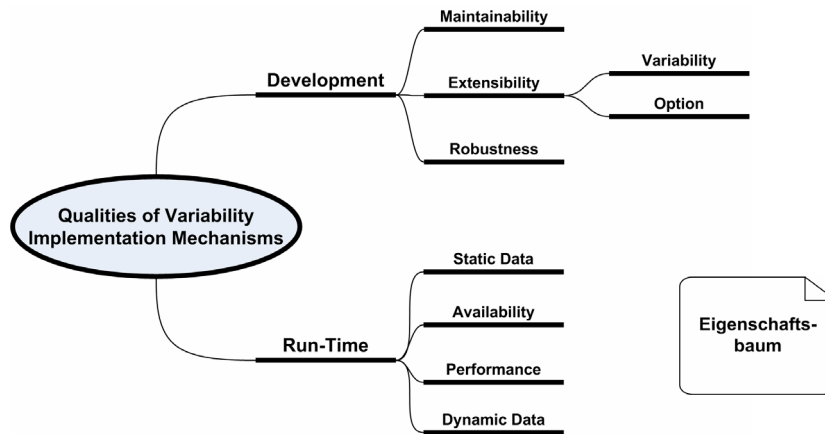 Maintainability
Development
Extensibility
Variability
Option
Robustness
Qualities of Variability
Implementation Mechanisms
Static Data
Availability
Run-Time
Performance
Dynamic Data
Eigenschafts-
baum